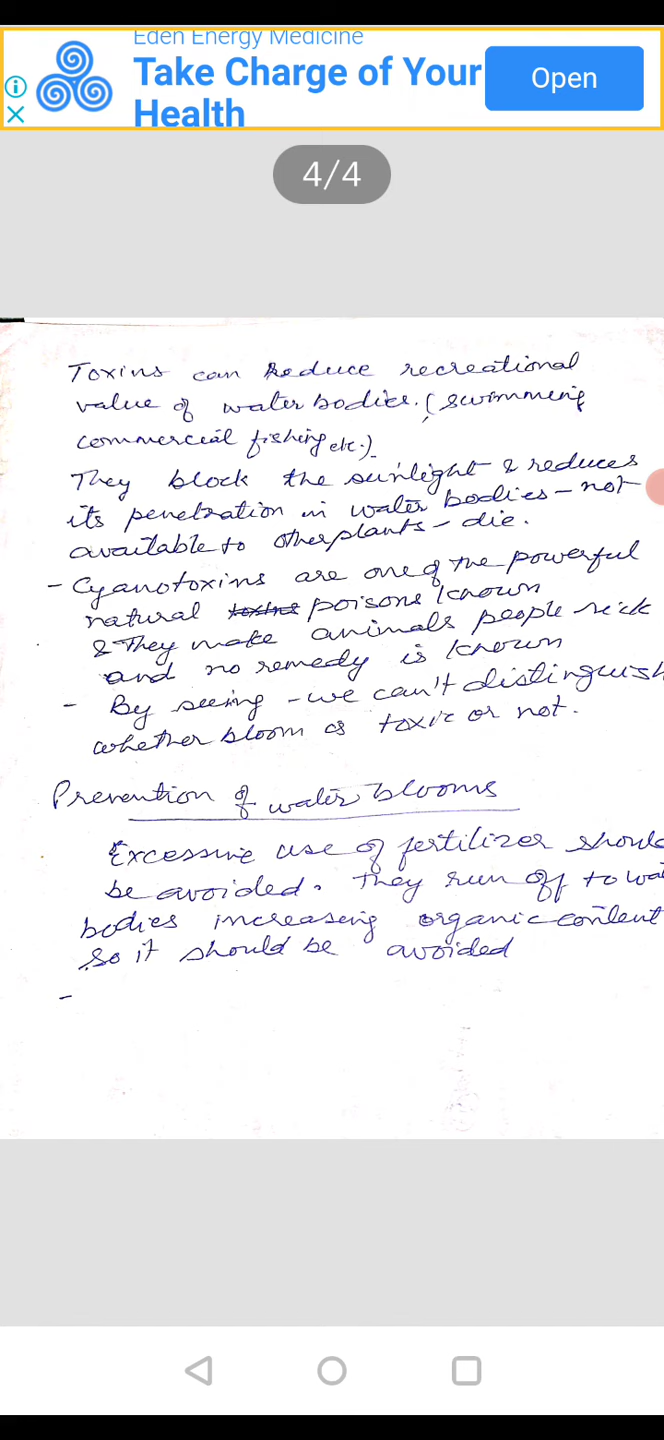 Eden Energy Medicine
Take Charge of Your
Health
Open
4/4
Toxins can Reduce recreational
value of water bodies. (swimming
commercial fishing etc.).
They block the sunlight & reduces
its penetration in water bodies - not
available to other plants - die.
- Cyanotoxins are one of the powerful
natural toxins poisons known
& They make animals people sick
and no remedy is known
- By seeing - we can't distinguish
whether bloom is toxic or not.
Prevention of water blooms
Excessive use of fertilizer shoul
be avoided. They run off to wat
bodies increasing organic content
so it should be avoided
-